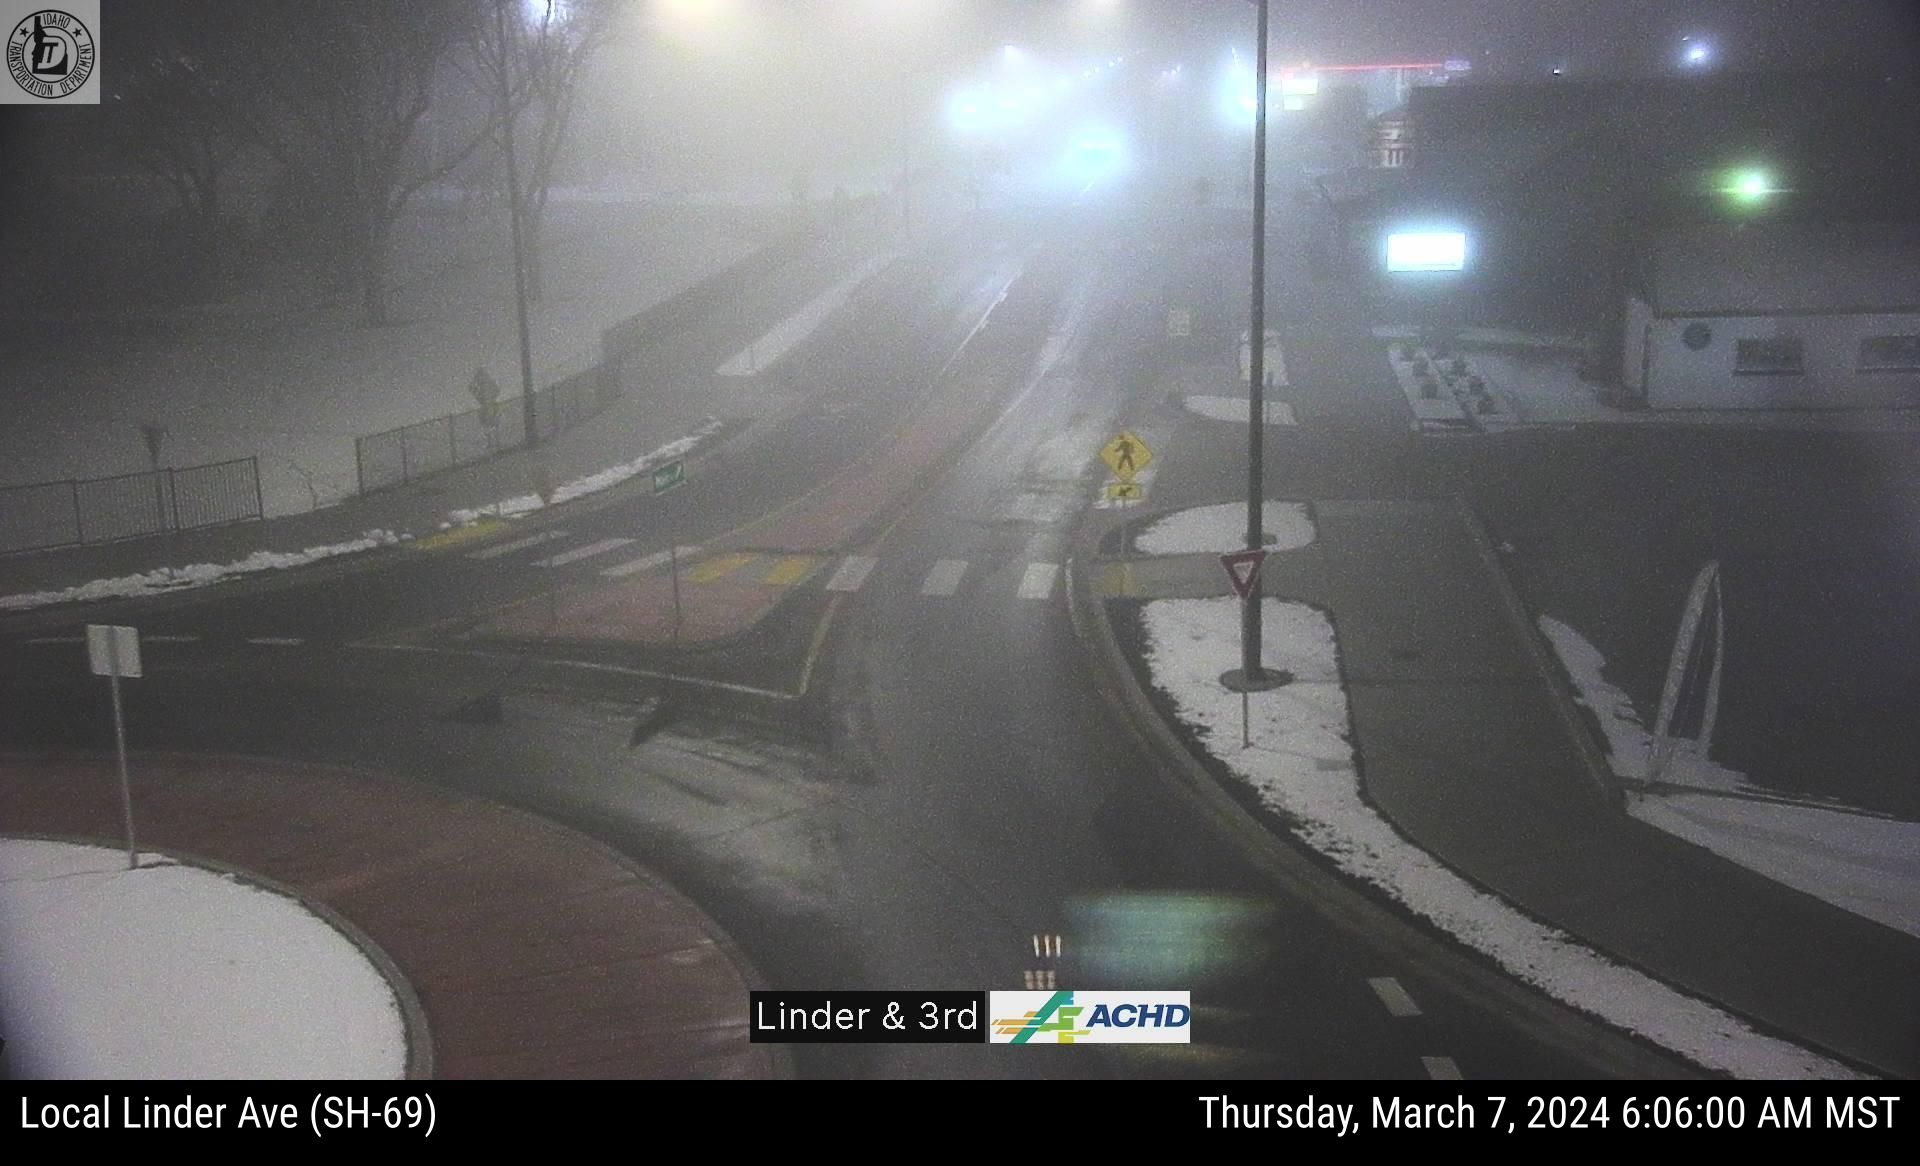 IDAHO
TRANSPORTATION DEPARTMENT
Linder & 3rd
ACHD
Local Linder Ave (SH-69)
Thursday, March 7, 2024 6:06:00 AM MST